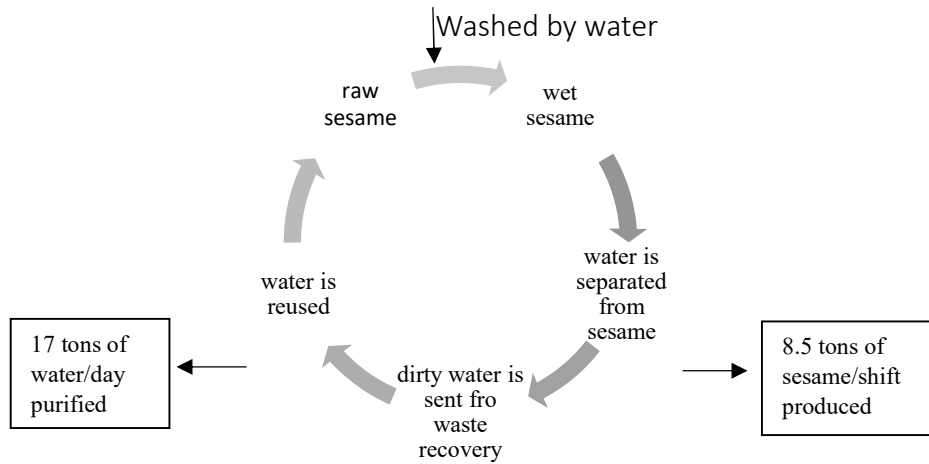 Washed by water
raw
sesame
wet
sesame
water is
separated
from
sesame
8.5 tons of
sesame/shift
produced
dirty water is
sent fro
waste
recovery
water is
reused
17 tons of
water/day
purified